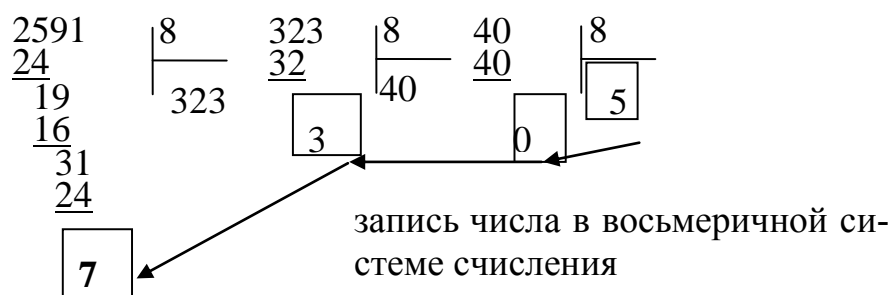 2591 8 323 8 40 8
24 32 40
19 323 40 5
16 3 0
31
24
запись числа в восьмеричной си-
7 стеме счисления